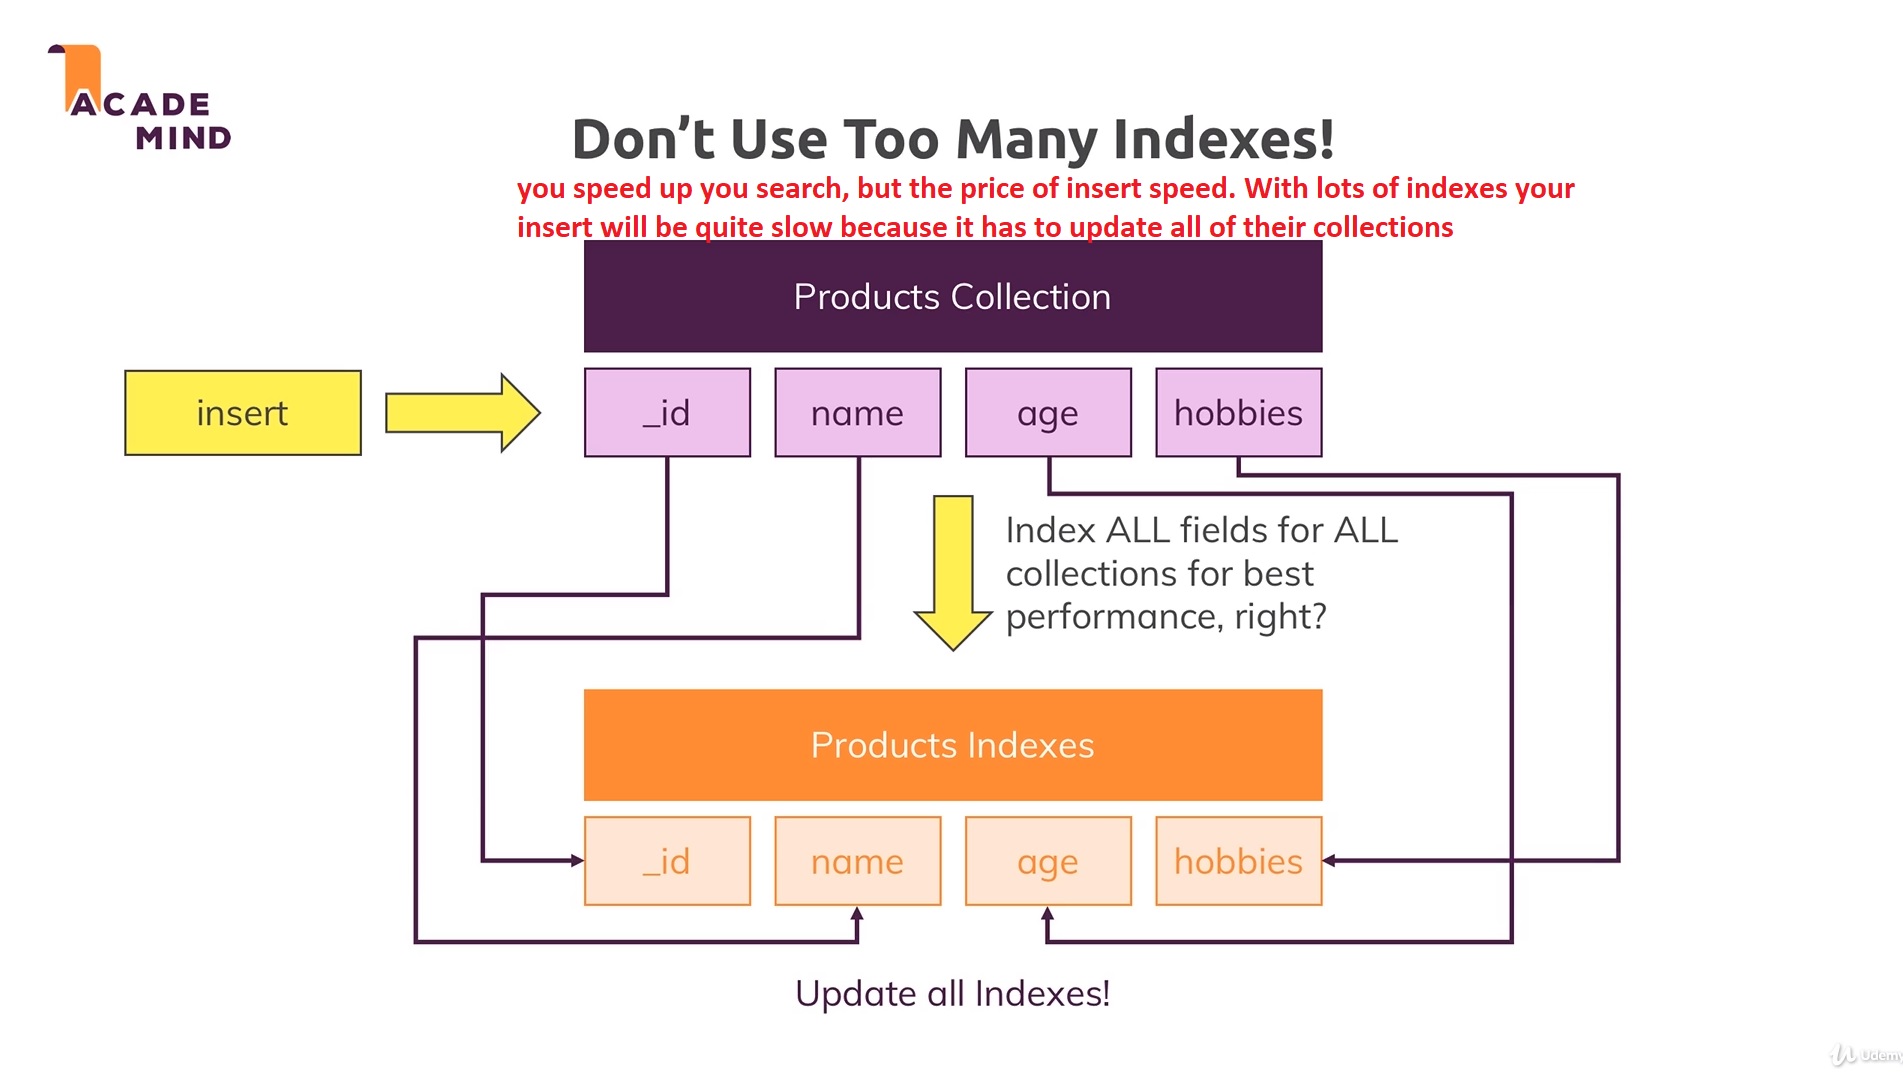 ACADE
MIND
Don't Use Too Many Indexes!
you speed up you search, but the price of insert speed. With lots of indexes your
insert will be quite slow because it has to update all of their collections
Products Collection
insert
_id
name
age
hobbies
Index ALL fields for ALL
collections for best
performance, right?
Products Indexes
_id
name
age
hobbies
Update all Indexes!
Udemy